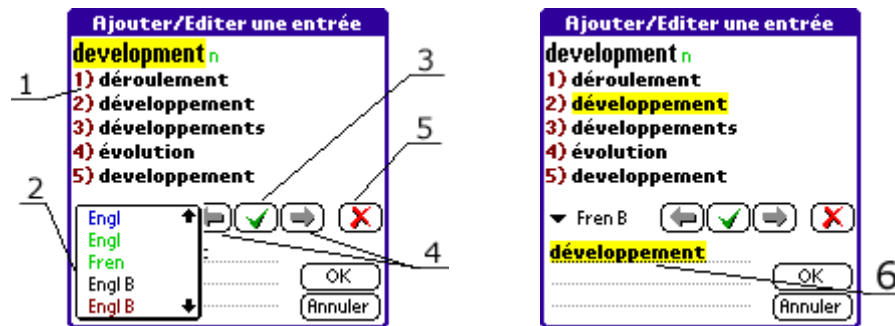 Ajouter/Editer une entrée
development n
1) déroulement
2) développement
3) développements
4) évolution
5) developpement
Engl
Engl
Fren
Engl B
Engl B
:
OK
Annuler
1
2
3
5
4
Ajouter/Editer une entrée
development n
1) déroulement
2) développement
3) développements
4) évolution
5) developpement
Fren B
développement
OK
Annuler
6